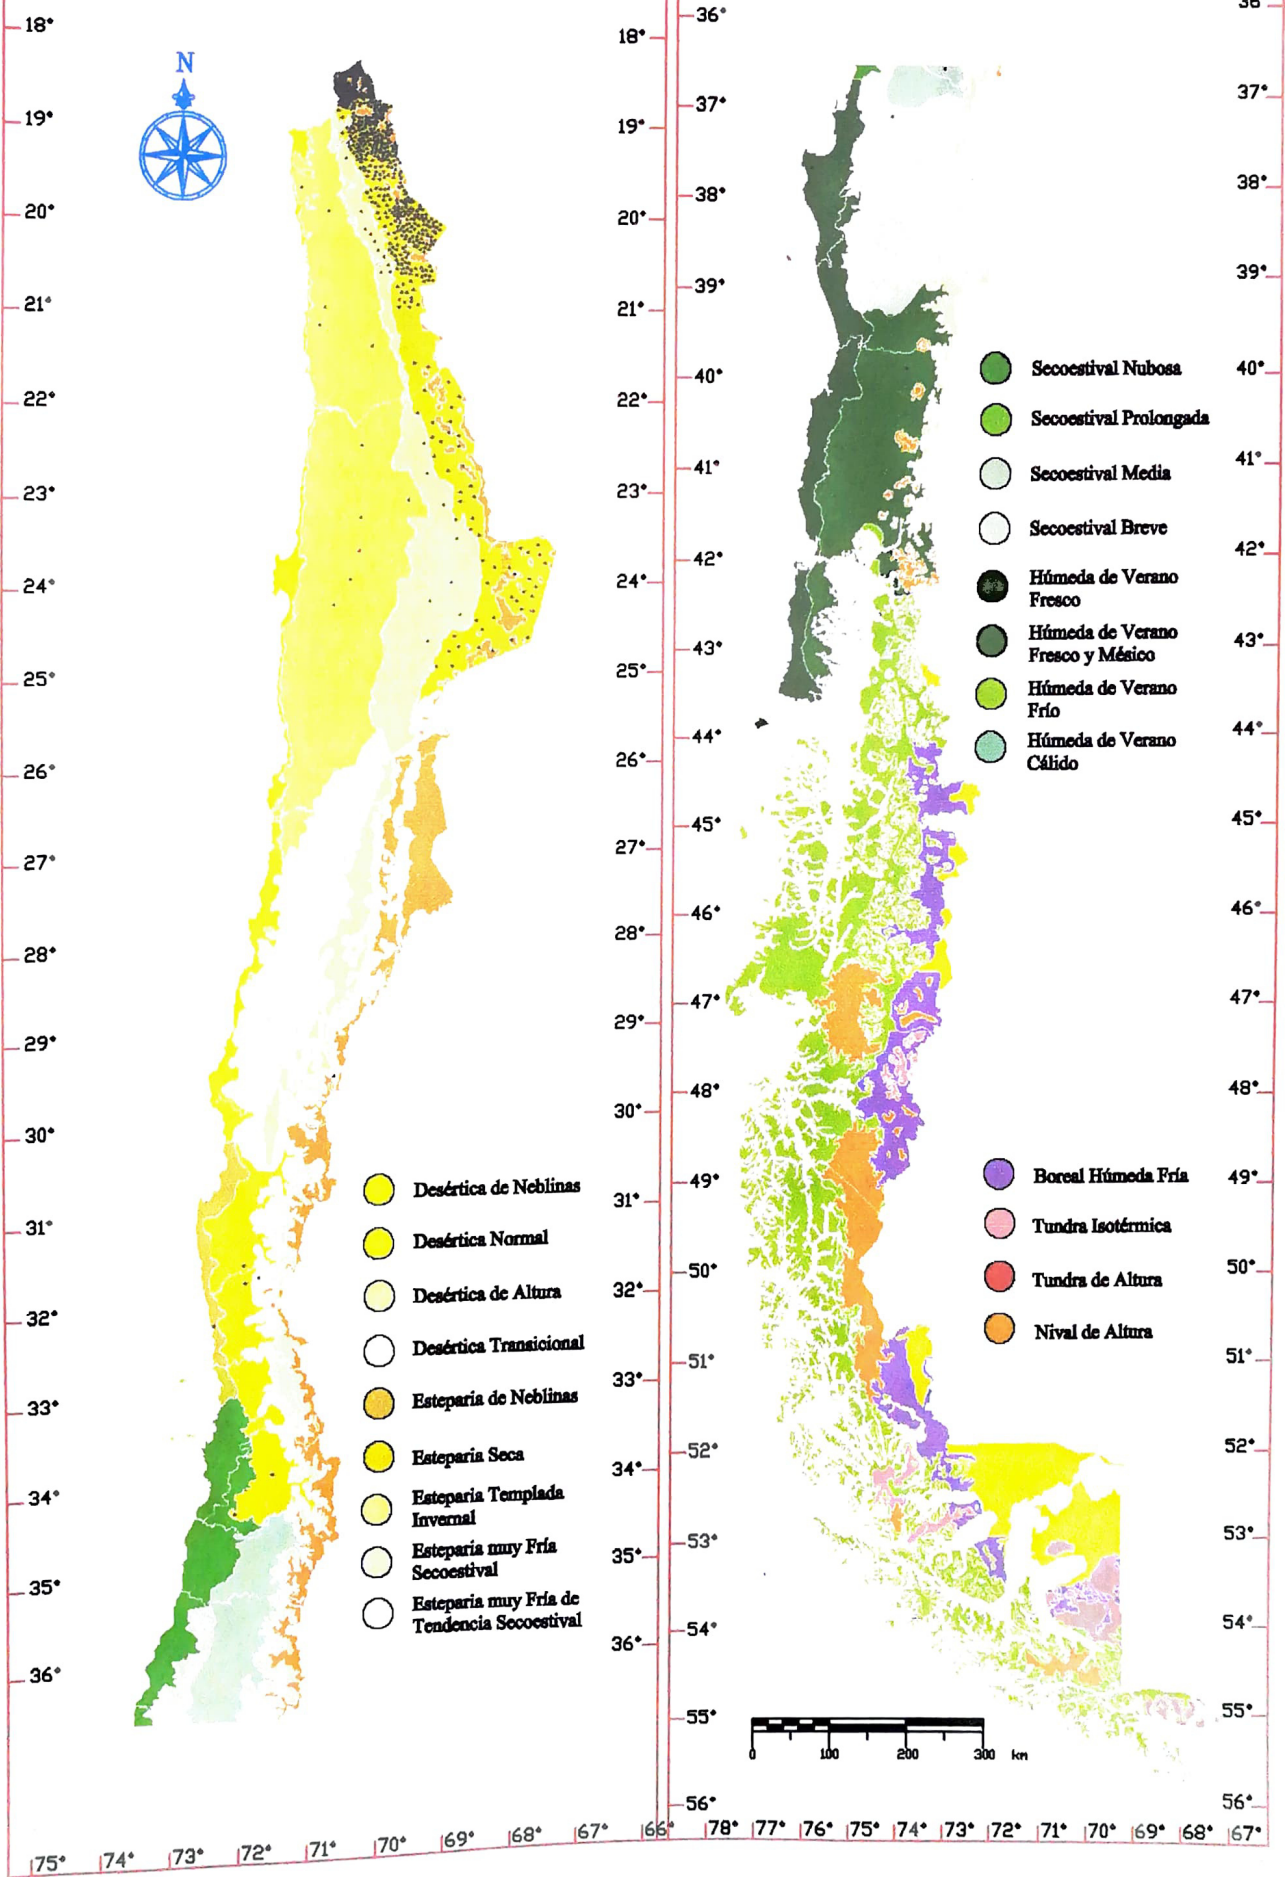 N
18°
19°
20°
21°
22°
23°
24°
25°
26°
27°
28°
29°
30°
31°
32°
33°
34°
35°
36°
18°
19°
20°
21°
22°
23°
24°
25°
26°
27°
28°
29°
30°
31°
32°
33°
34°
35°
36°
Desértica de Neblinas
Desértica Normal
Desértica de Altura
Desértica Transicional
Esteparia de Neblinas
Esteparia Seca
Esteparia Templada
Invernal
Esteparia muy Fría
Secoestival
Esteparia muy Fría de
Tendencia Secoestival
75° 74° 73° 72° 71° 70° 69° 68° 67° 66°
36°
37°
38°
39°
40°
41°
42°
43°
44°
45°
46°
47°
48°
49°
50°
51°
52°
53°
54°
55°
56°
Secoestival Nubosa
Secoestival Prolongada
Secoestival Media
Secoestival Breve
Húmeda de Verano
Fresco
Húmeda de Verano
Fresco y Mésico
Húmeda de Verano
Frío
Húmeda de Verano
Cálido
Boreal Húmeda Fría
Tundra Isotérmica
Tundra de Altura
Nival de Altura
37°
38°
39°
40°
41°
42°
43°
44°
45°
46°
47°
48°
49°
50°
51°
52°
53°
54°
55°
56°
0 100 200 300 km
78° 77° 76° 75° 74° 73° 72° 71° 70° 69° 68° 67°